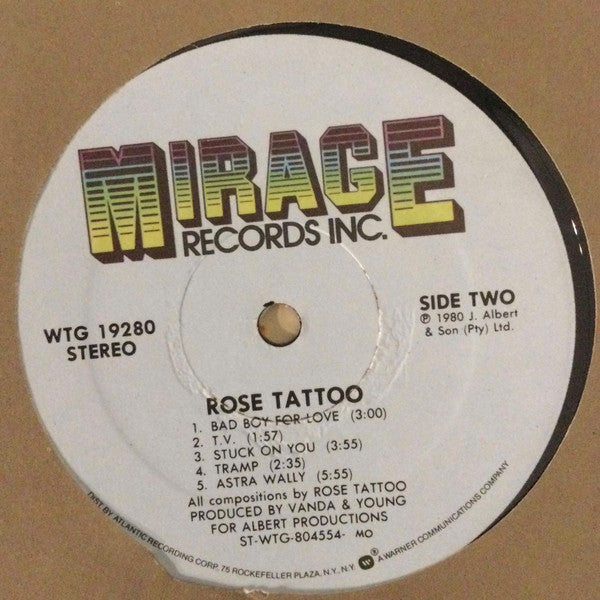 MIRAGE
RECORDS INC.
WTG 19280
STEREO
SIDE TWO
℗ 1980 J. Albert
& Son (Pty) Ltd.
ROSE TATTOO
1. BAD BOY FOR LOVE (3:00)
2. T.V. (1:57)
3. STUCK ON YOU (3:55)
4. TRAMP (2:35)
5. ASTRA WALLY (5:55)
All compositions by ROSE TATTOO
PRODUCED BY VANDA & YOUNG
FOR ALBERT PRODUCTIONS
ST-WTG-804554- MO
DIST BY ATLANTIC RECORDING CORP. 75 ROCKEFELLER PLAZA, N.Y., N.Y. W® A WARNER COMMUNICATIONS COMPANY